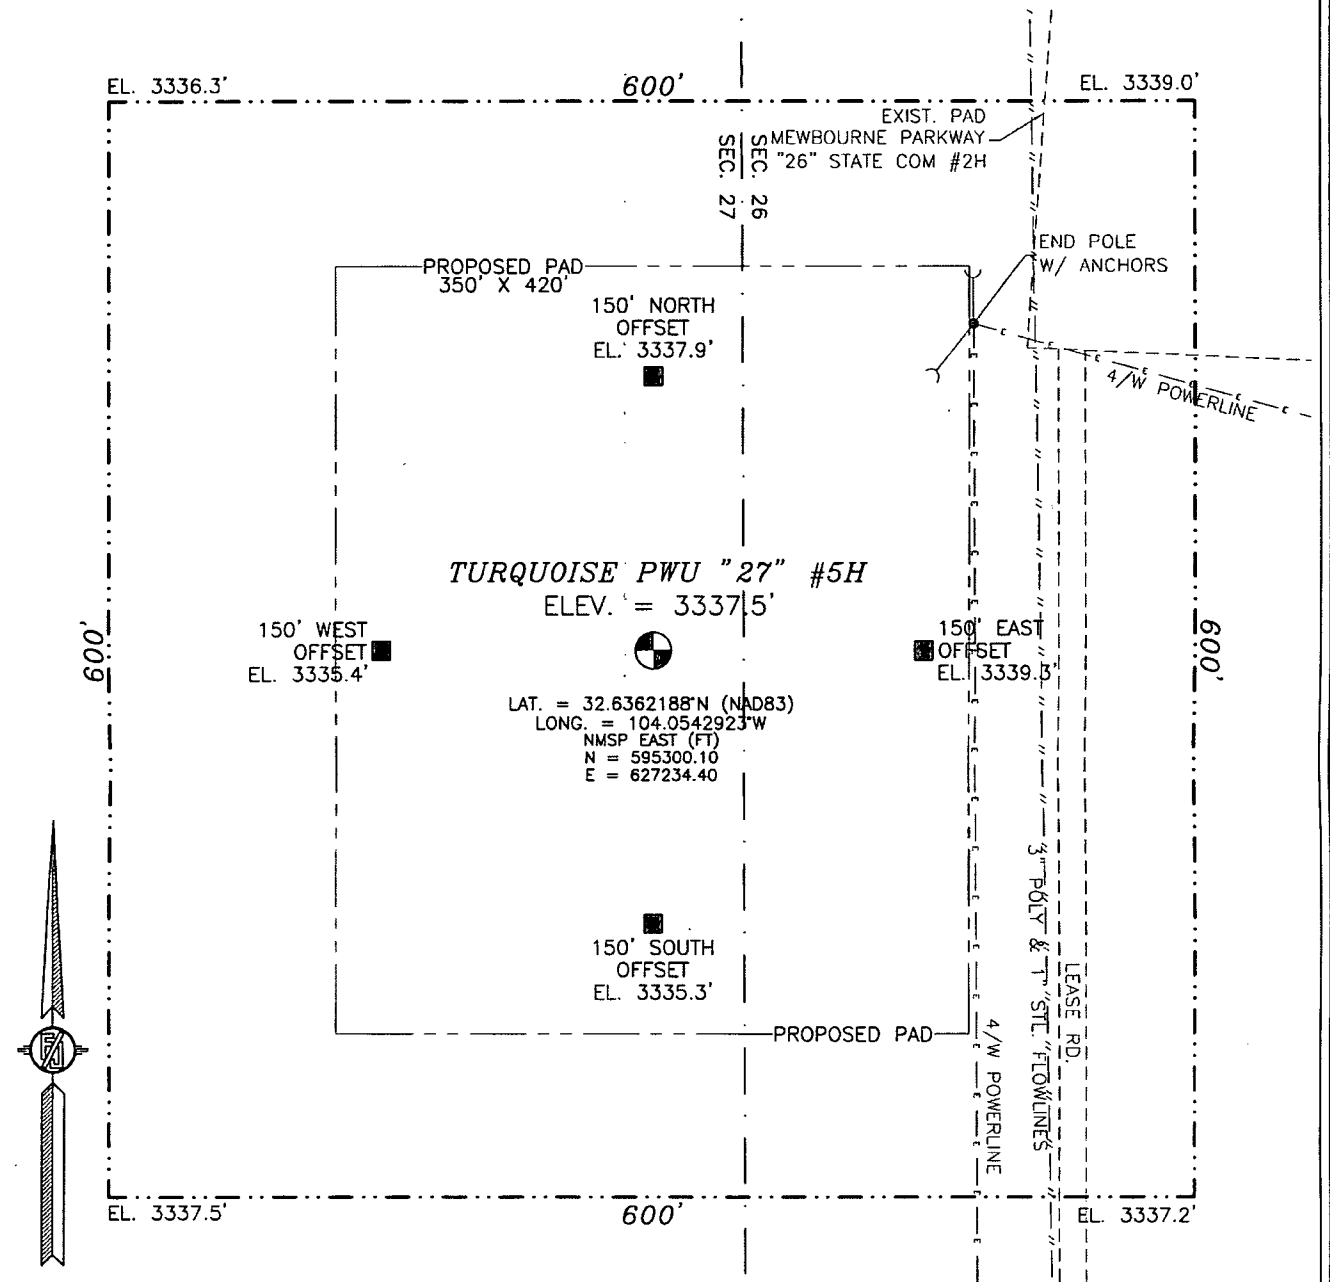 EL. 3336.3'
600'
EL. 3339.0'
EXIST. PAD
MEWBOURNE PARKWAY
"26" STATE COM #2H
SEC. 26
SEC. 27
END POLE
W/ ANCHORS
PROPOSED PAD
350' X 420'
150' NORTH
OFFSET
EL. 3337.9'
4/W POWERLINE
TURQUOISE PWU "27" #5H
ELEV. = 3337.5'
600'
150' WEST
OFFSET
EL. 3335.4'
150' EAST
OFFSET
EL. 3339.3'
600'
LAT. = 32.6362188°N (NAD83)
LONG. = 104.0542923°W
NMSP EAST (FT)
N = 595300.10
E = 627234.40
150' SOUTH
OFFSET
EL. 3335.3'
3" POLY & 1" STL. FLOWLINES
LEASE RD.
PROPOSED PAD
4/W POWERLINE
EL. 3337.5'
600'
EL. 3337.2'